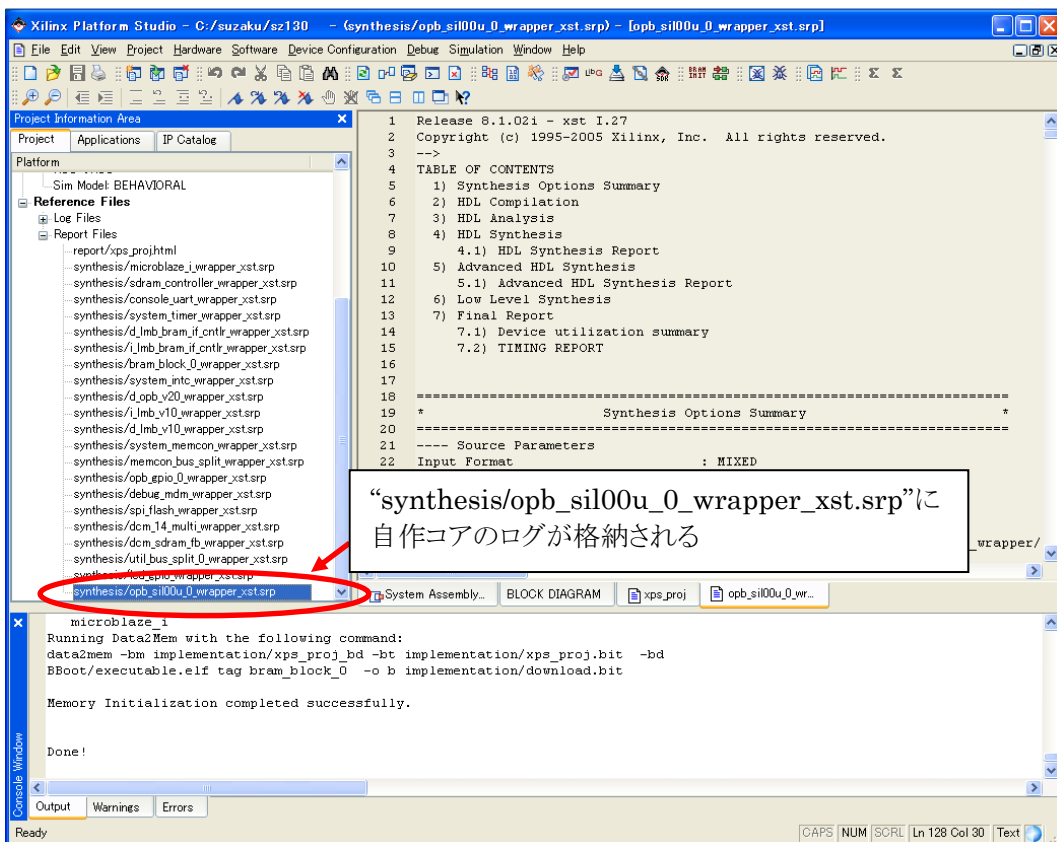 Xilinx Platform Studio - C:/suzaku/sz130 - (synthesis/opb_sil00u_0_wrapper_xst.srp) - [opb_sil00u_0_wrapper_xst.srp]
File Edit View Project Hardware Software Device Configuration Debug Simulation Window Help
Project Information Area
Project Applications IP Catalog
Platform
Sim Model: BEHAVIORAL
Reference Files
Log Files
Report Files
report/xps_proj.html
synthesis/microblaze_i_wrapper_xst.srp
synthesis/sdram_controller_wrapper_xst.srp
synthesis/console_uart_wrapper_xst.srp
synthesis/system_timer_wrapper_xst.srp
synthesis/d_lmb_bram_if_cntlr_wrapper_xst.srp
synthesis/i_lmb_bram_if_cntlr_wrapper_xst.srp
synthesis/bram_block_0_wrapper_xst.srp
synthesis/system_intc_wrapper_xst.srp
synthesis/d_opb_v20_wrapper_xst.srp
synthesis/i_lmb_v10_wrapper_xst.srp
synthesis/d_lmb_v10_wrapper_xst.srp
synthesis/system_memcon_wrapper_xst.srp
synthesis/memcon_bus_split_wrapper_xst.srp
synthesis/opb_gpio_0_wrapper_xst.srp
synthesis/debug_mdm_wrapper_xst.srp
synthesis/spi_flash_wrapper_xst.srp
synthesis/dcm_14_multi_wrapper_xst.srp
synthesis/dcm_sdram_fb_wrapper_xst.srp
synthesis/util_bus_split_0_wrapper_xst.srp
synthesis/led_gpio_wrapper_xst.srp
synthesis/opb_sil00u_0_wrapper_xst.srp
1 Release 8.1.02i - xst I.27
2 Copyright (c) 1995-2005 Xilinx, Inc. All rights reserved.
3 -->
4 TABLE OF CONTENTS
5 1) Synthesis Options Summary
6 2) HDL Compilation
7 3) HDL Analysis
8 4) HDL Synthesis
9 4.1) HDL Synthesis Report
10 5) Advanced HDL Synthesis
11 5.1) Advanced HDL Synthesis Report
12 6) Low Level Synthesis
13 7) Final Report
14 7.1) Device utilization summary
15 7.2) TIMING REPORT
16
17
18 =========================================================================
19 * Synthesis Options Summary *
20 =========================================================================
21 ---- Source Parameters
22 Input Format : MIXED
“synthesis/opb_sil00u_0_wrapper_xst.srp”に
自作コアのログが格納される
_wrapper/
System Assembly... BLOCK DIAGRAM xps_proj opb_sil00u_0_wr...
microblaze_i
Running Data2Mem with the following command:
data2mem -bm implementation/xps_proj_bd -bt implementation/xps_proj.bit -bd
BBoot/executable.elf tag bram_block_0 -o b implementation/download.bit
Memory Initialization completed successfully.
Done!
Console Window
Output Warnings Errors
Ready CAPS NUM SCRL Ln 128 Col 30 Text